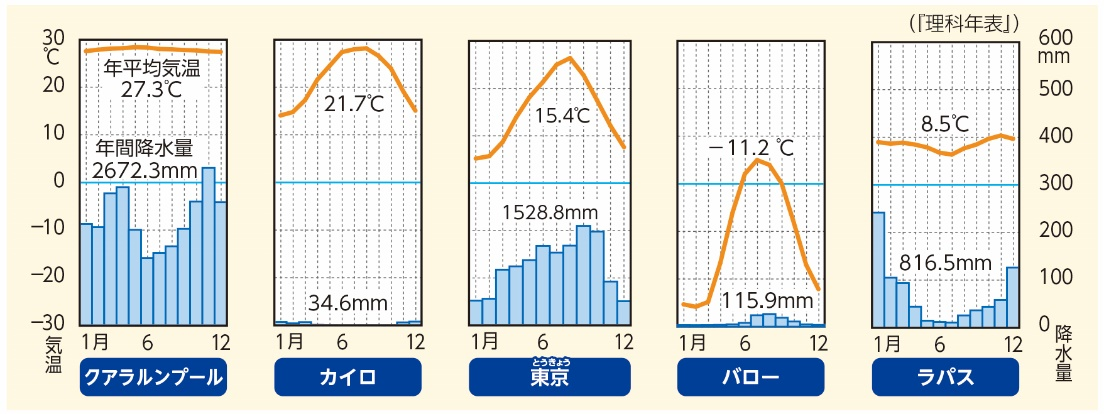 (『理科年表』)
30
℃
20
10
0
−10
−20
−30
気温
年平均気温
27.3℃
年間降水量
2672.3mm
1月 6 12
クアラルンプール
21.7℃
34.6mm
1月 6 12
カイロ
15.4℃
1528.8mm
1月 6 12
とうきょう
東京
−11.2 ℃
115.9mm
1月 6 12
バロー
8.5℃
816.5mm
1月 6 12
ラパス
600
mm
500
400
300
200
100
0
降水量